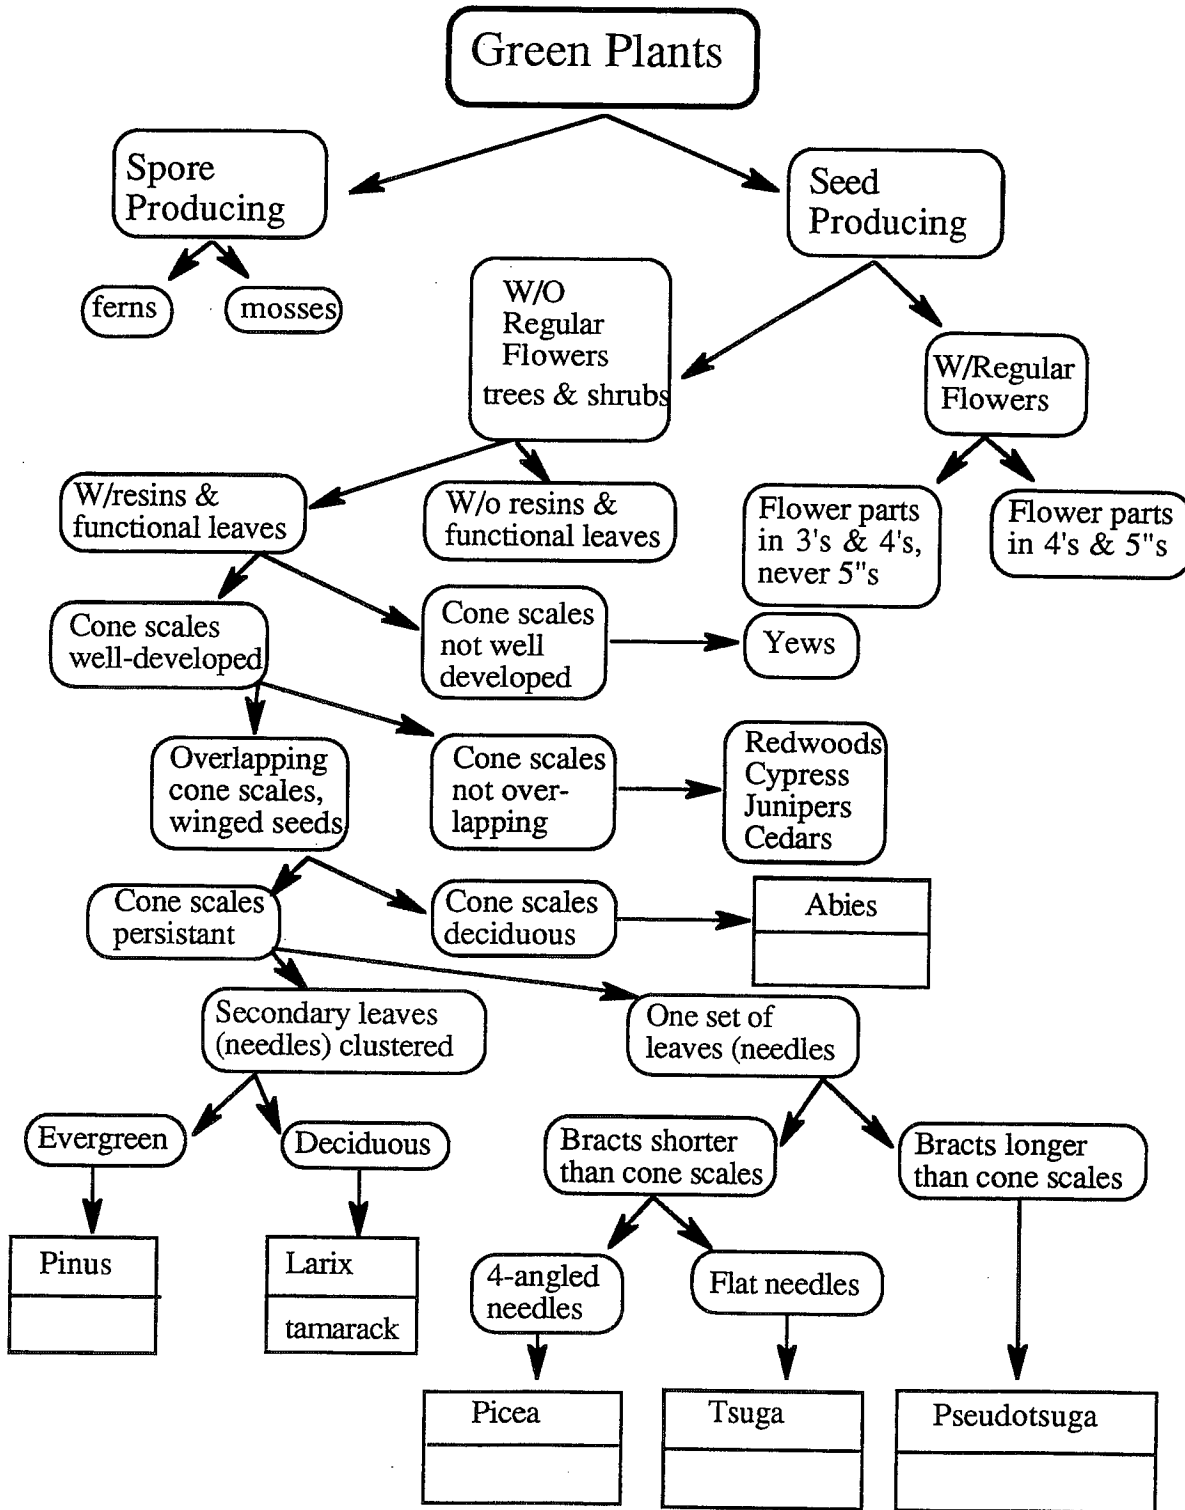 Green Plants
Spore
Producing
Seed
Producing
ferns
mosses
W/O
Regular
Flowers
trees & shrubs
W/Regular
Flowers
W/resins &
functional leaves
W/o resins &
functional leaves
Flower parts
in 3's & 4's,
never 5"s
Flower parts
in 4's & 5"s
Cone scales
well-developed
Cone scales
not well
developed
Yews
Overlapping
cone scales,
winged seeds
Cone scales
not over-
lapping
Redwoods
Cypress
Junipers
Cedars
Cone scales
persistant
Cone scales
deciduous
Abies
Secondary leaves
(needles) clustered
One set of
leaves (needles
Evergreen
Deciduous
Bracts shorter
than cone scales
Bracts longer
than cone scales
Pinus
Larix
tamarack
4-angled
needles
Flat needles
Picea
Tsuga
Pseudotsuga